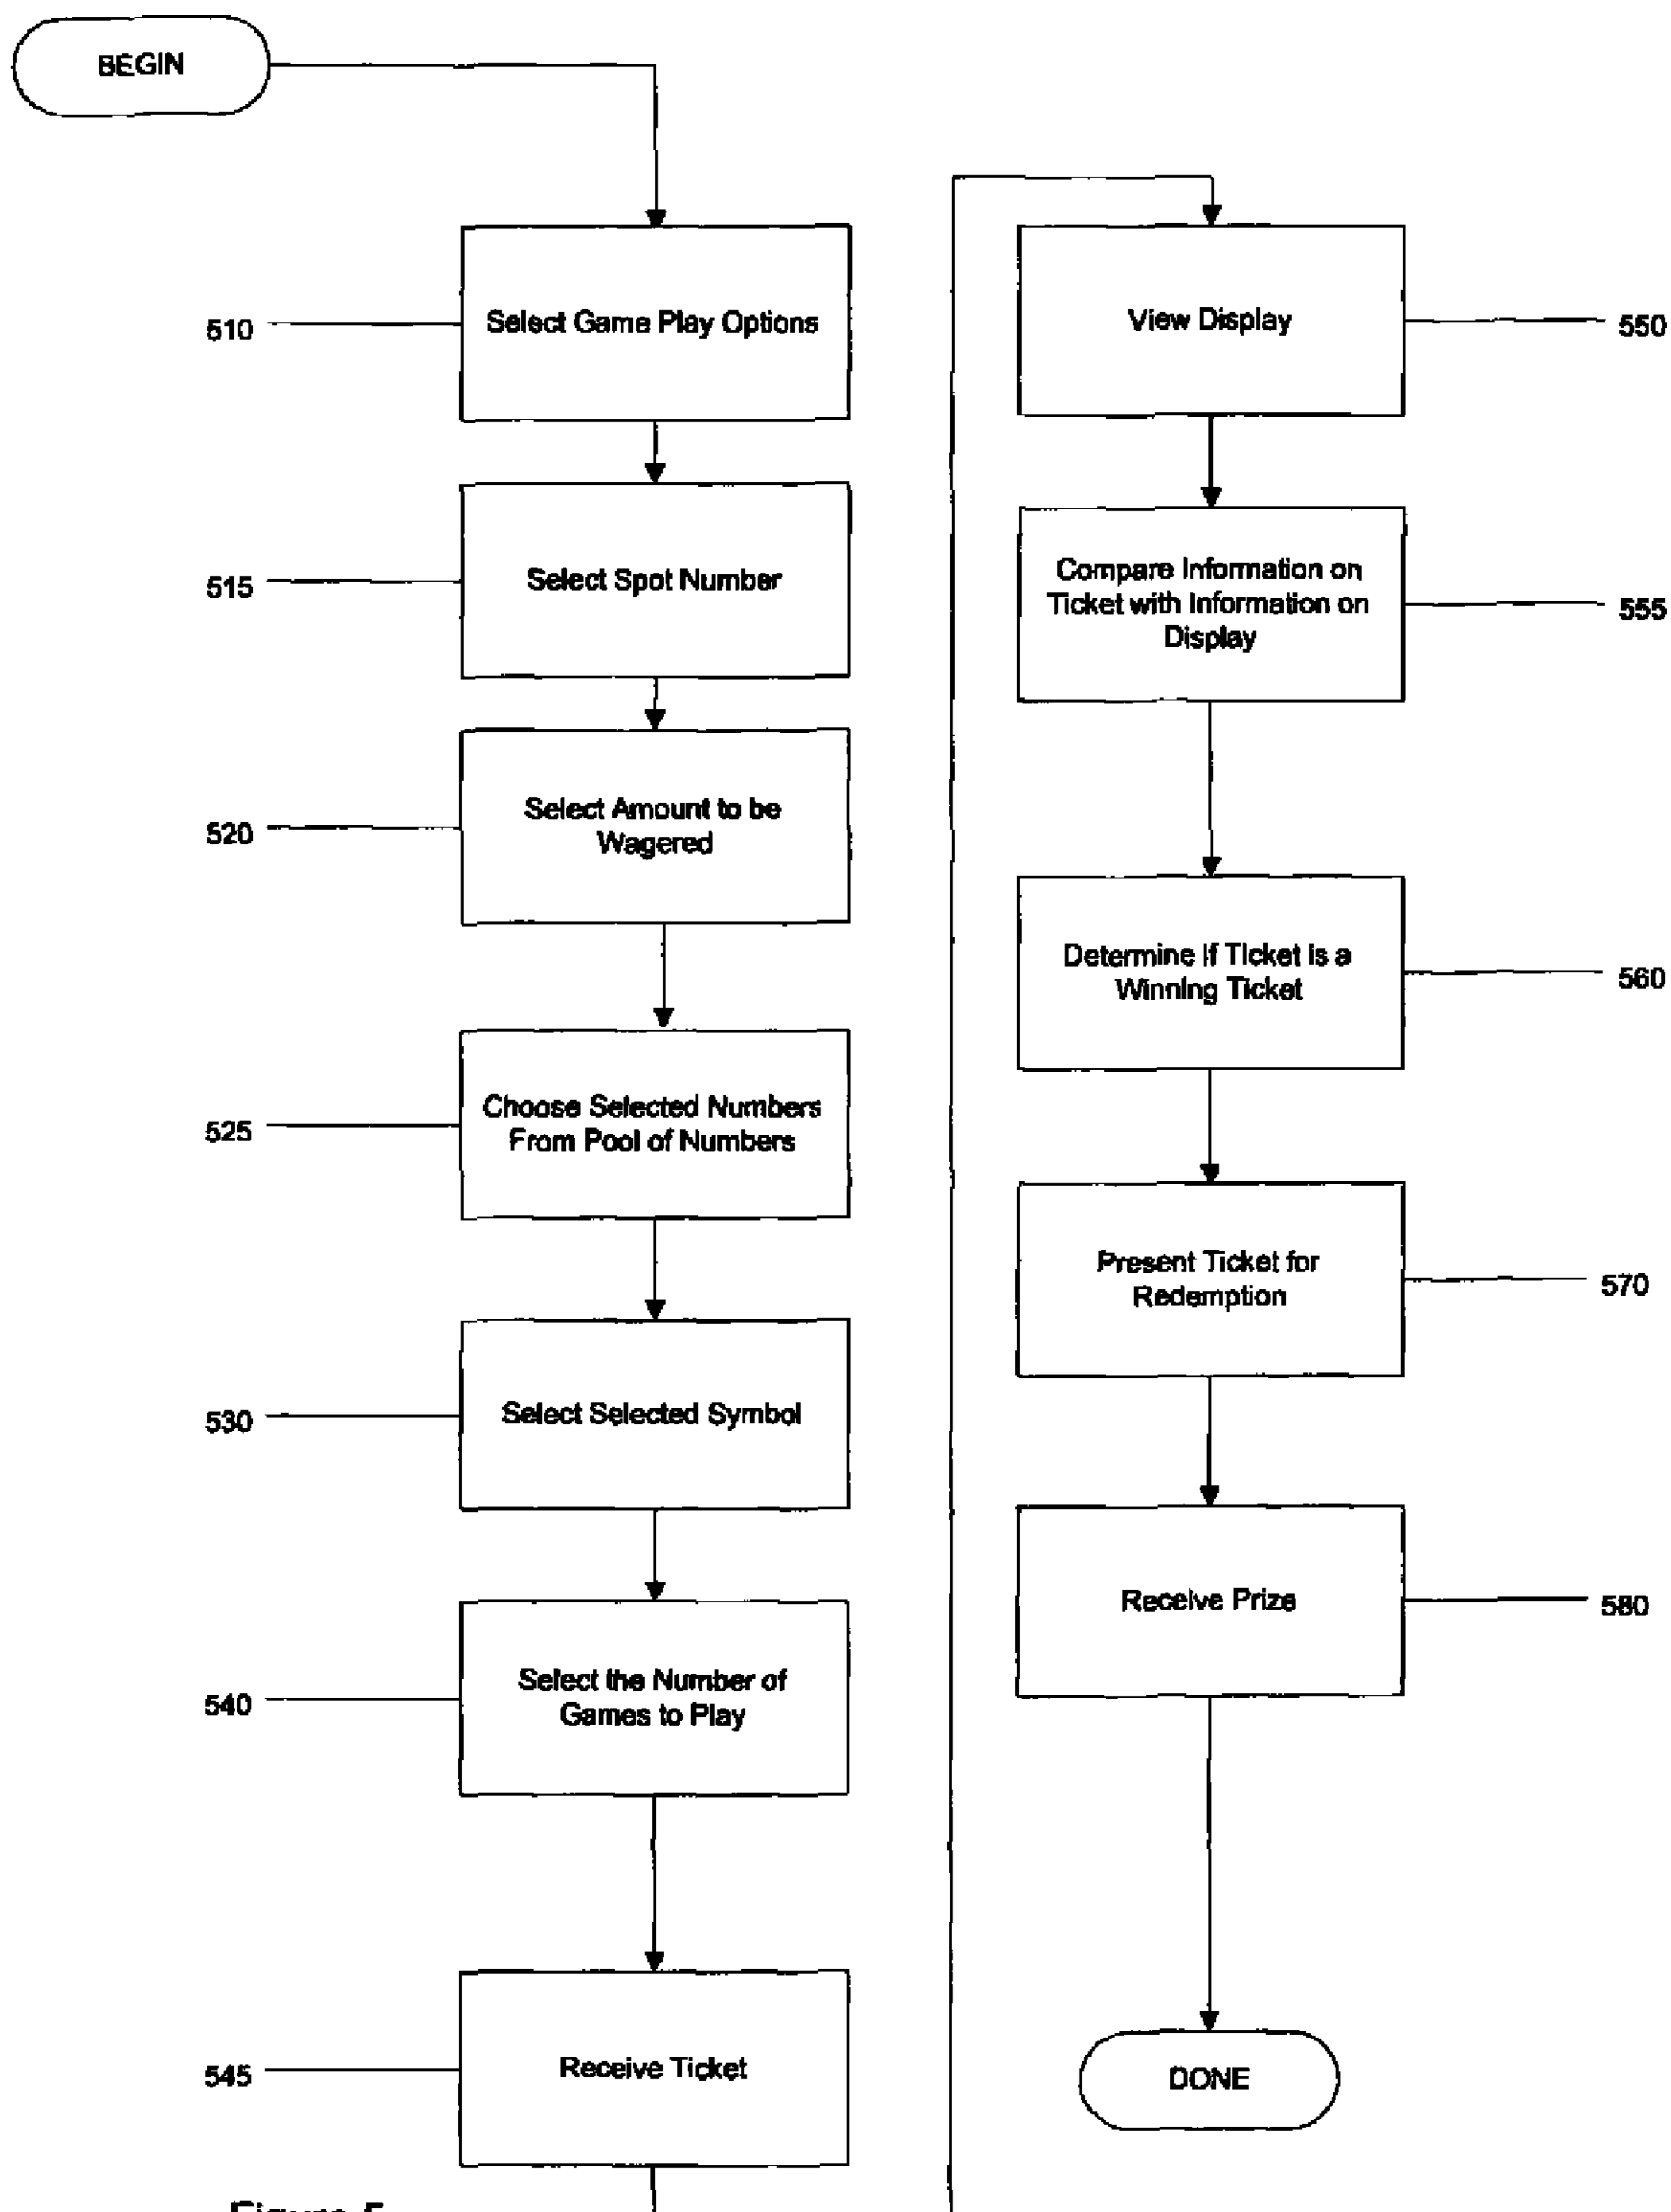 BEGIN
510
Select Game Play Options
515
Select Spot Number
520
Select Amount to be
Wagered
525
Choose Selected Numbers
From Pool of Numbers
530
Select Selected Symbol
540
Select the Number of
Games to Play
545
Receive Ticket
View Display
550
Compare Information on
Ticket with Information on
Display
555
Determine If Ticket is a
Winning Ticket
560
Present Ticket for
Redemption
570
Receive Prize
580
DONE
Figure 5